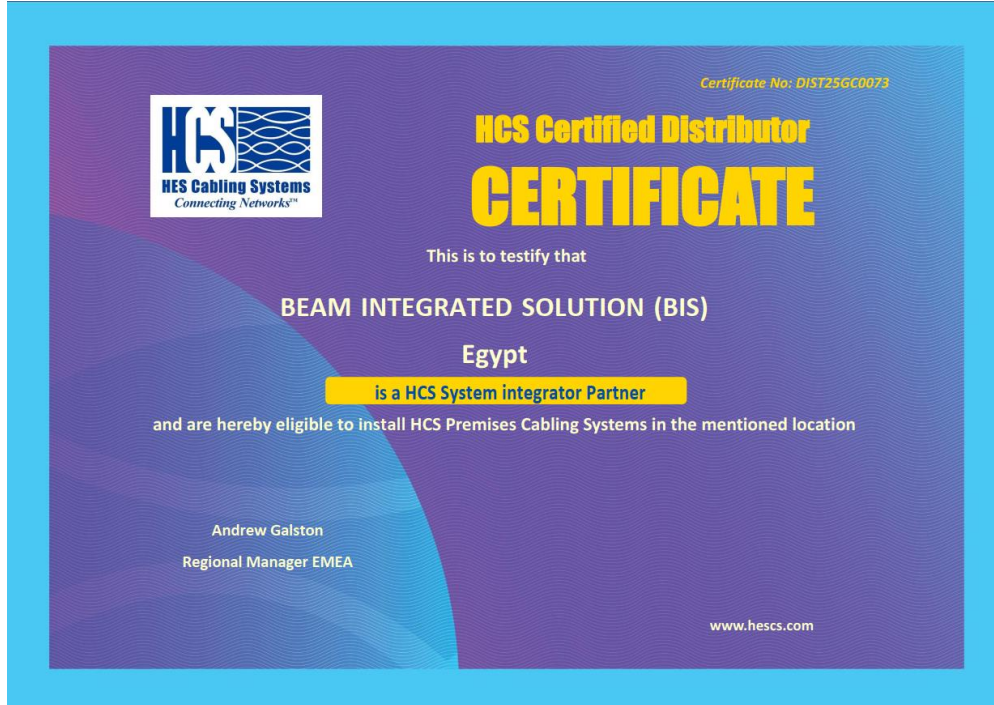 Certificate No: DIST25GC0073
HCS
HES Cabling Systems
Connecting Networks™
HCS Certified Distributor
CERTIFICATE
This is to testify that
BEAM INTEGRATED SOLUTION (BIS)
Egypt
is a HCS System integrator Partner
and are hereby eligible to install HCS Premises Cabling Systems in the mentioned location
Andrew Galston
Regional Manager EMEA
www.hescs.com